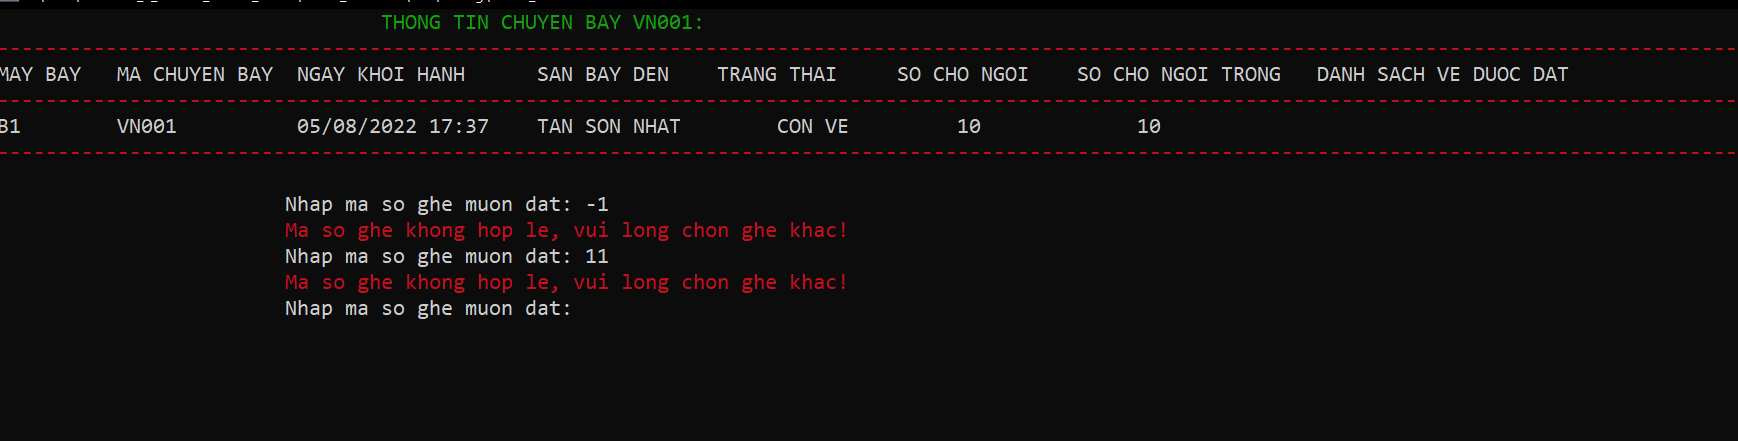 THONG TIN CHUYEN BAY VN001:
MAY BAY MA CHUYEN BAY NGAY KHOI HANH SAN BAY DEN TRANG THAI SO CHO NGOI SO CHO NGOI TRONG DANH SACH VE DUOC DAT
B1 VN001 05/08/2022 17:37 TAN SON NHAT CON VE 10 10
Nhap ma so ghe muon dat: -1
Ma so ghe khong hop le, vui long chon ghe khac!
Nhap ma so ghe muon dat: 11
Ma so ghe khong hop le, vui long chon ghe khac!
Nhap ma so ghe muon dat: